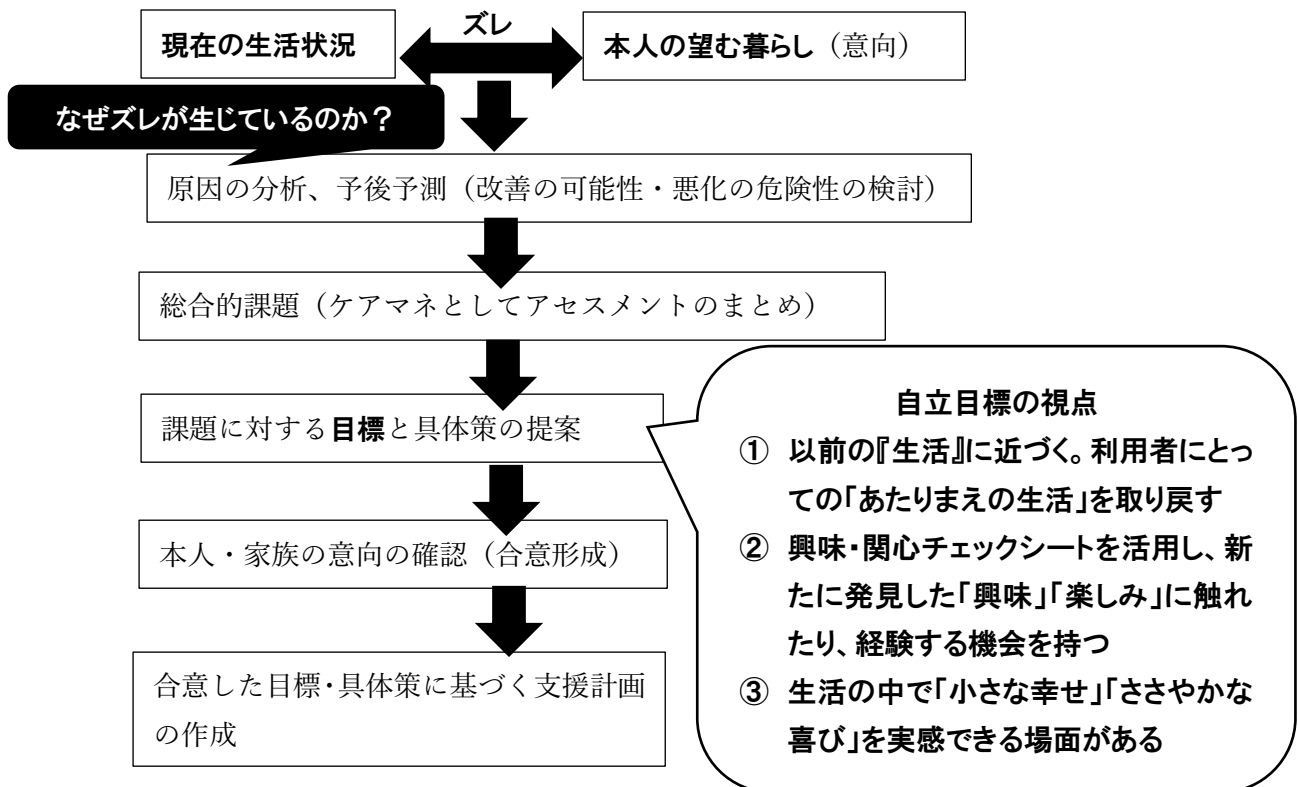 ズレ
現在の生活状況
本人の望む暮らし（意向）
なぜズレが生じているのか？
原因の分析、予後予測（改善の可能性・悪化の危険性の検討）
総合的課題（ケアマネとしてアセスメントのまとめ）
課題に対する目標と具体策の提案
自立目標の視点
① 以前の『生活』に近づく。利用者にとっ
ての「あたりまえの生活」を取り戻す
② 興味・関心チェックシートを活用し、新
たに発見した「興味」「楽しみ」に触れ
たり、経験する機会を持つ
③ 生活の中で「小さな幸せ」「ささやかな
喜び」を実感できる場面がある
本人・家族の意向の確認（合意形成）
合意した目標・具体策に基づく支援計画
の作成